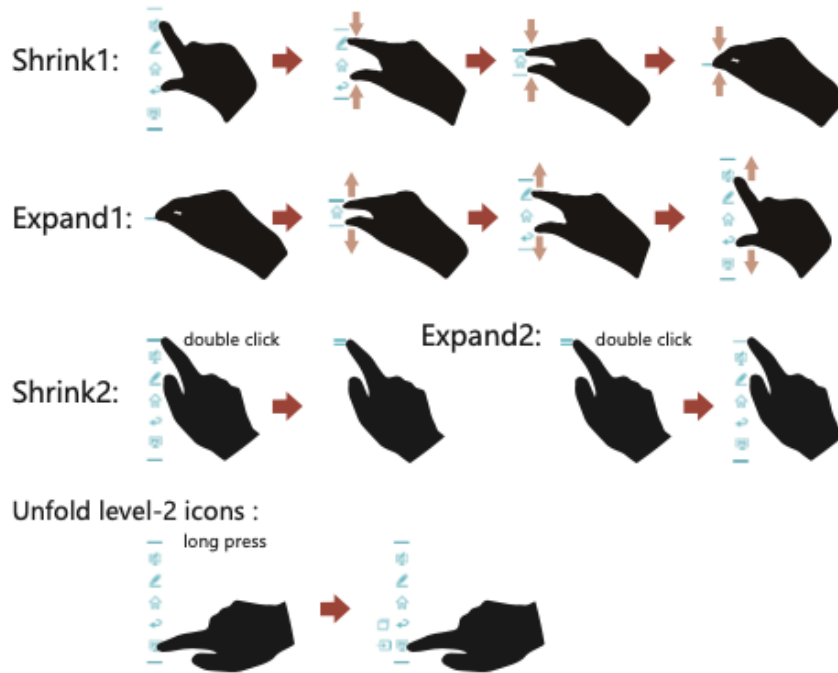 Shrink1:
Expand1:
double click
Expand2:
double click
Shrink2:
Unfold level-2 icons :
long press